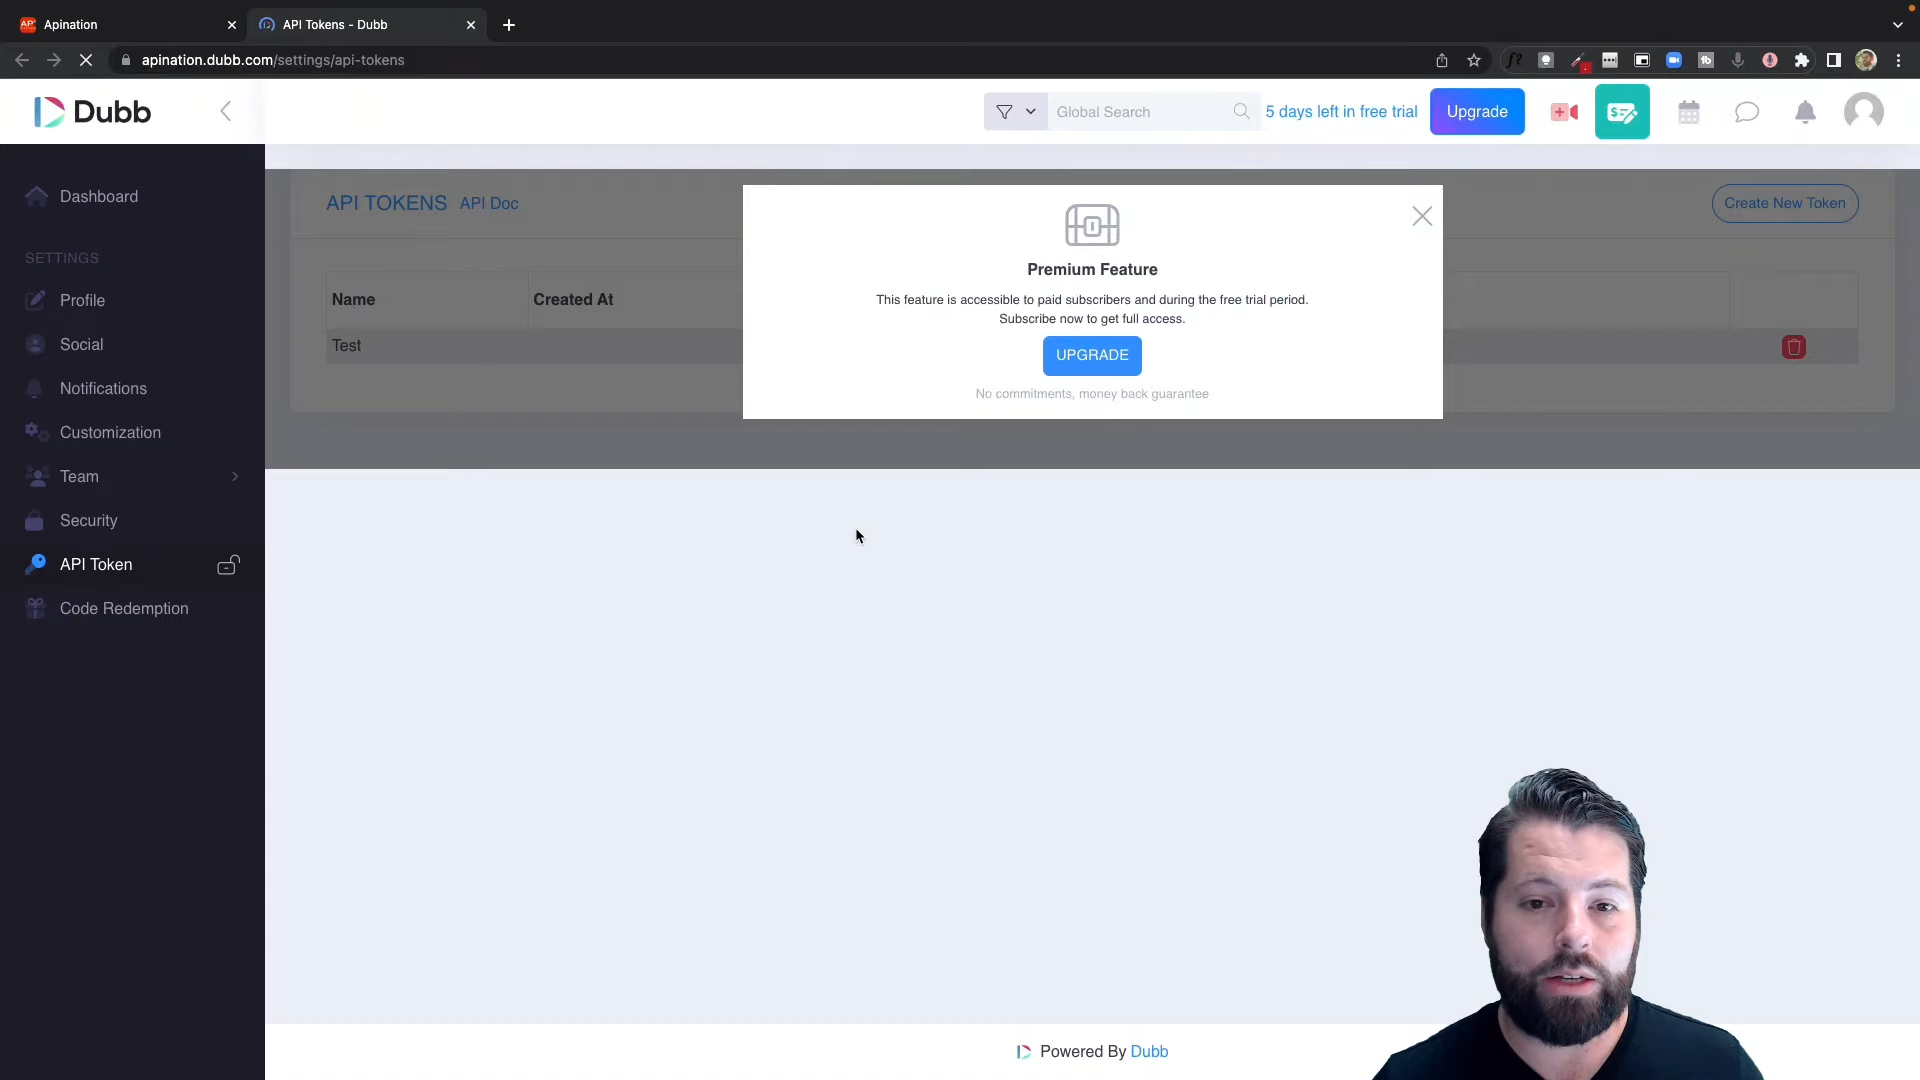 Apination
API Tokens - Dubb
apination.dubb.com/settings/api-tokens
Dubb
Global Search
5 days left in free trial
Upgrade
Dashboard
SETTINGS
Profile
Social
Notifications
Customization
Team
Security
API Token
Code Redemption
API TOKENS API Doc
Create New Token
Name
Created At
Test
Premium Feature
This feature is accessible to paid subscribers and during the free trial period.
Subscribe now to get full access.
UPGRADE
No commitments, money back guarantee
Powered By Dubb